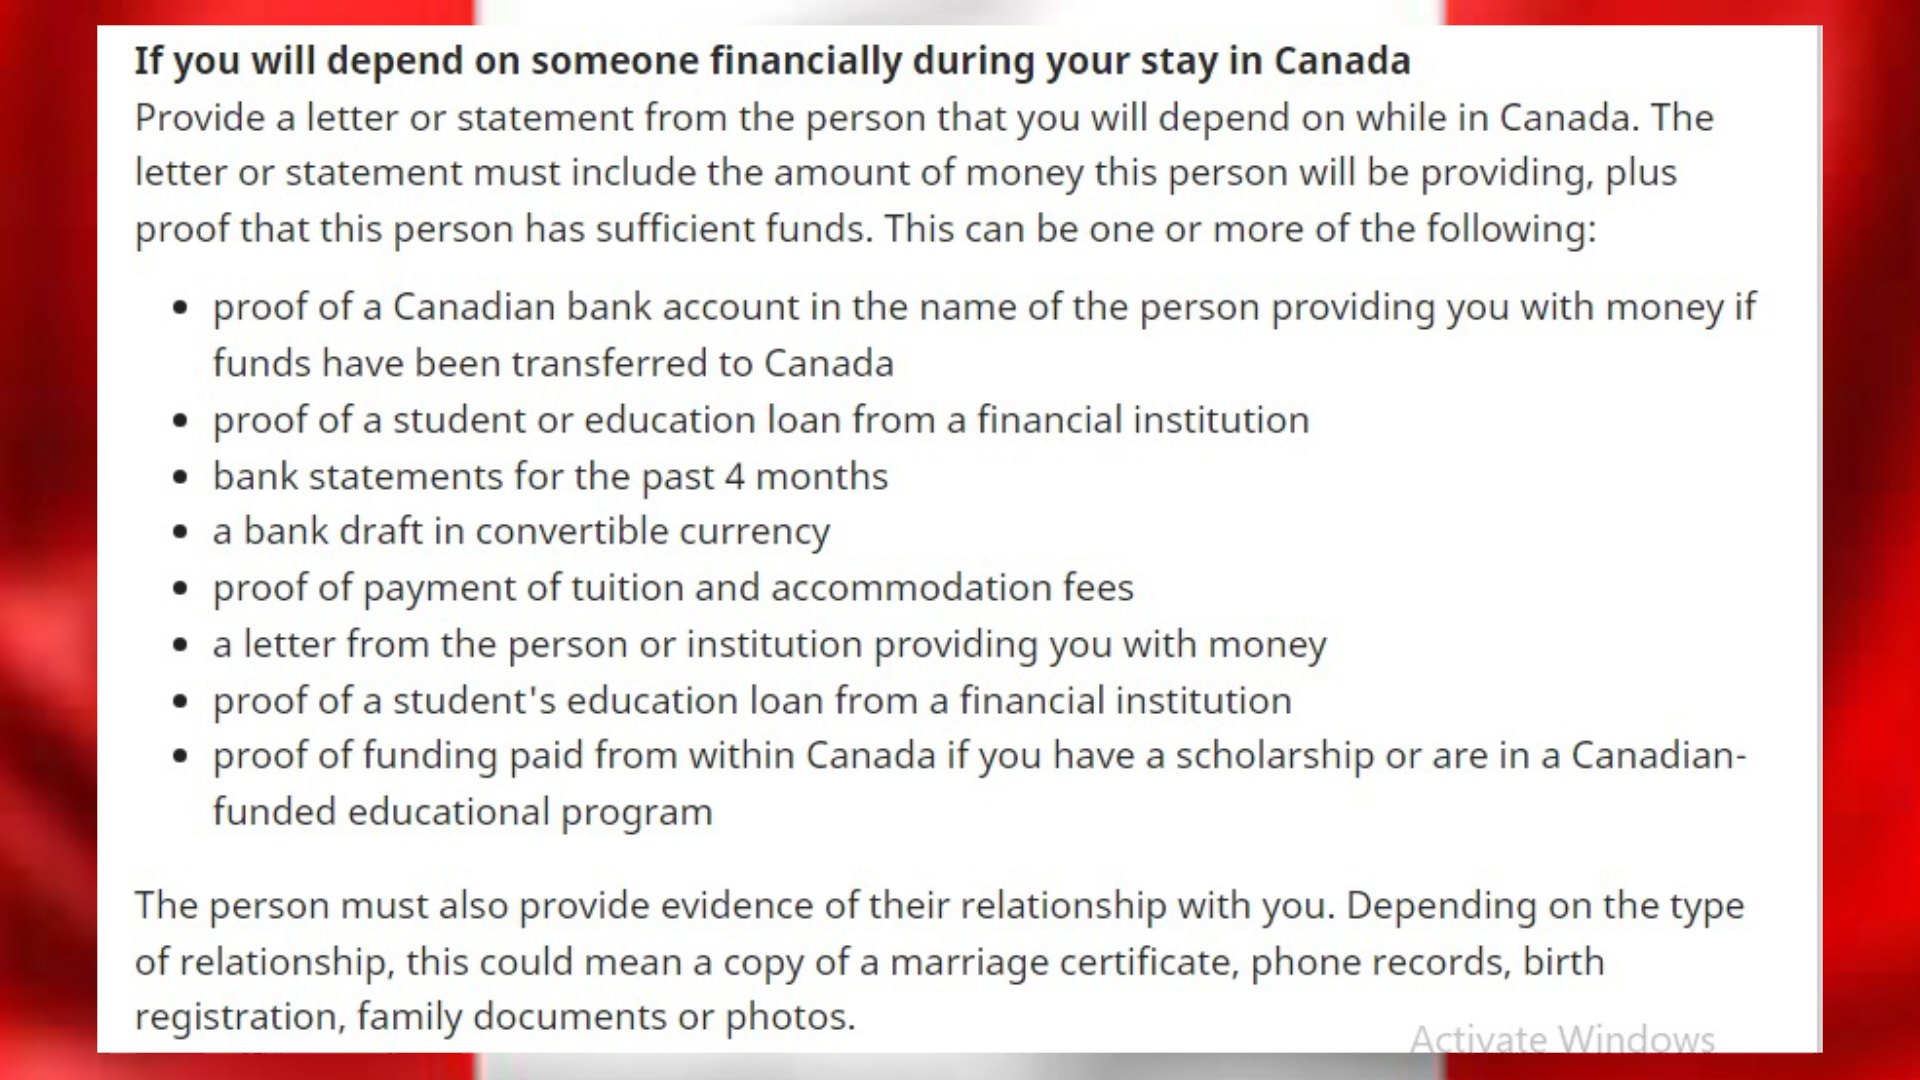 If you will depend on someone financially during your stay in Canada
Provide a letter or statement from the person that you will depend on while in Canada. The
letter or statement must include the amount of money this person will be providing, plus
proof that this person has sufficient funds. This can be one or more of the following:
• proof of a Canadian bank account in the name of the person providing you with money if
funds have been transferred to Canada
• proof of a student or education loan from a financial institution
• bank statements for the past 4 months
• a bank draft in convertible currency
• proof of payment of tuition and accommodation fees
• a letter from the person or institution providing you with money
• proof of a student's education loan from a financial institution
• proof of funding paid from within Canada if you have a scholarship or are in a Canadian-
funded educational program
The person must also provide evidence of their relationship with you. Depending on the type
of relationship, this could mean a copy of a marriage certificate, phone records, birth
registration, family documents or photos.
Activate Windows